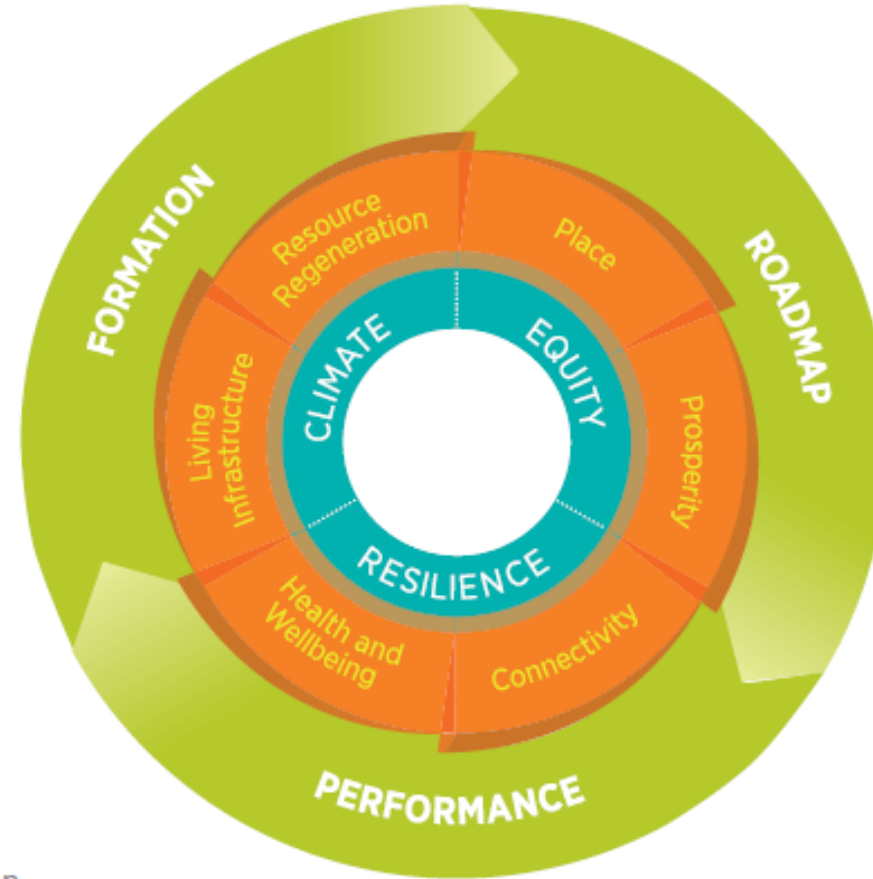 FORMATION
ROADMAP
PERFORMANCE
Resource
Regeneration
Place
Prosperity
Connectivity
Health and
Wellbeing
Living
Infrastructure
CLIMATE
EQUITY
RESILIENCE